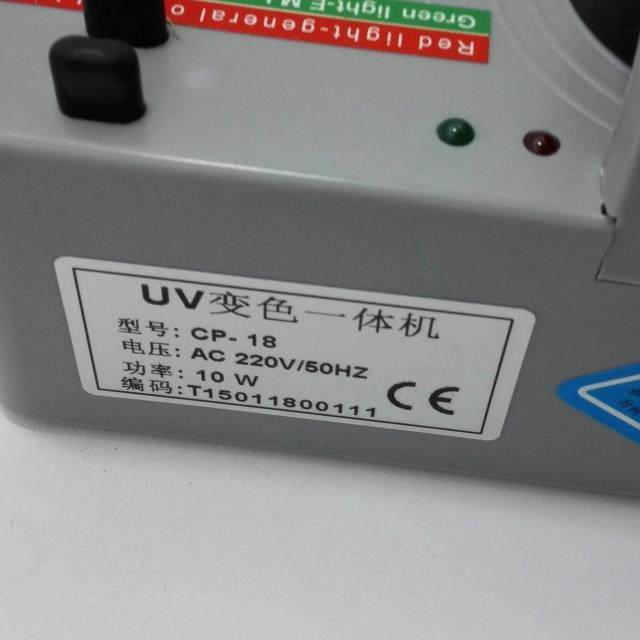 Red light-general o
Green light-E.M.I
UV变色一体机
型号: CP- 18
电压: AC 220V/50HZ
功率: 10 W
编码: T15011800111
CE